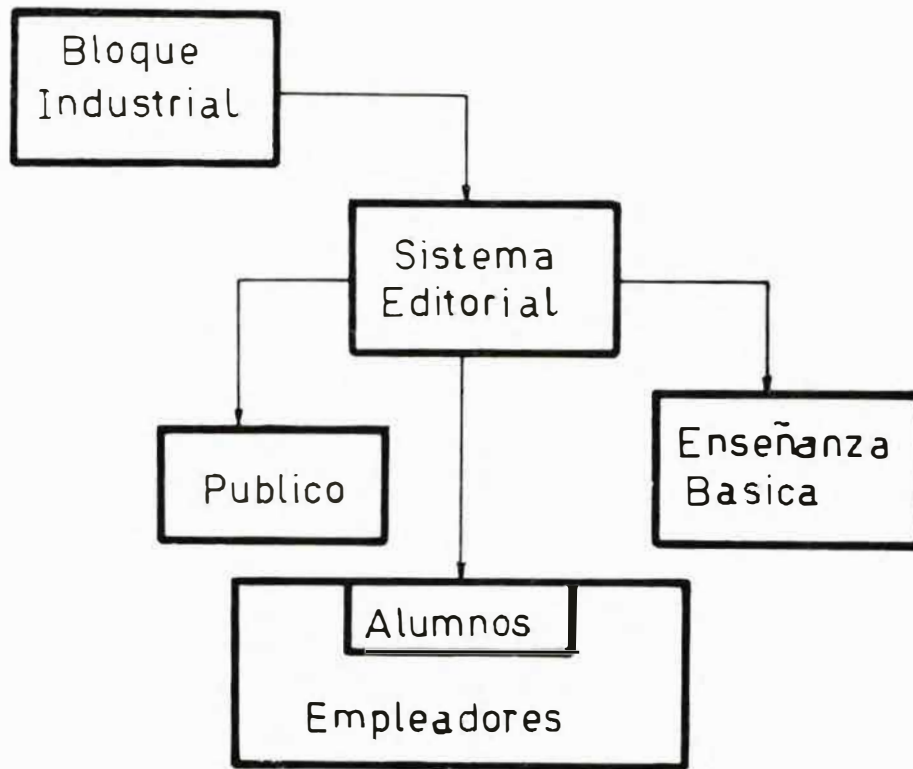 Bloque
Industrial
Sistema
Editorial
Publico
Enseñanza
Basica
Alumnos
Empleadores